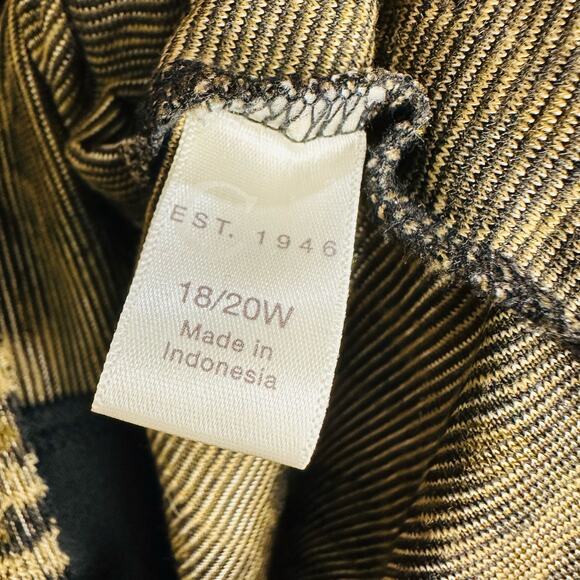 EST. 1946
18/20W
Made in
Indonesia